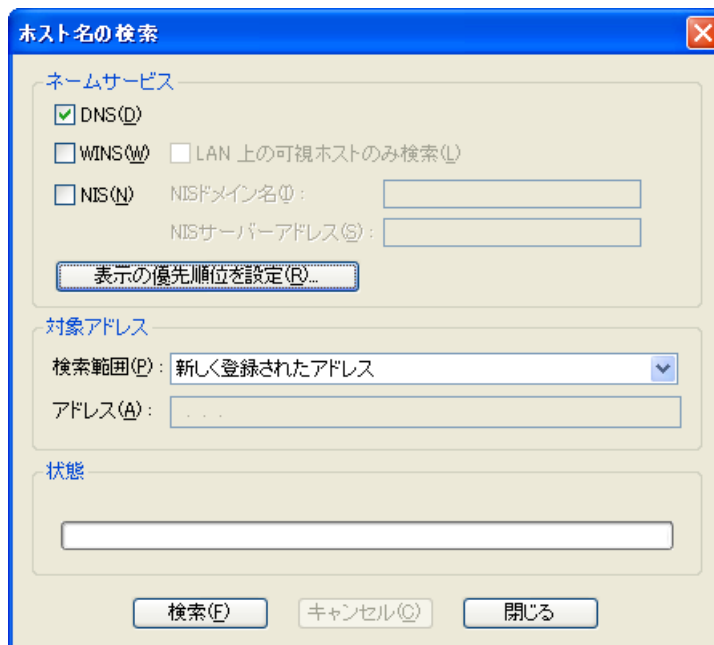 ホスト名の検索
ネームサービス
DNS(D)
WINS(W) LAN 上の可視ホストのみ検索(L)
NIS(N) NISドメイン名(I):
NISサーバーアドレス(S):
表示の優先順位を設定(R)...
対象アドレス
検索範囲(P): 新しく登録されたアドレス
アドレス(A): . . .
状態
検索(F) キャンセル(C) 閉じる